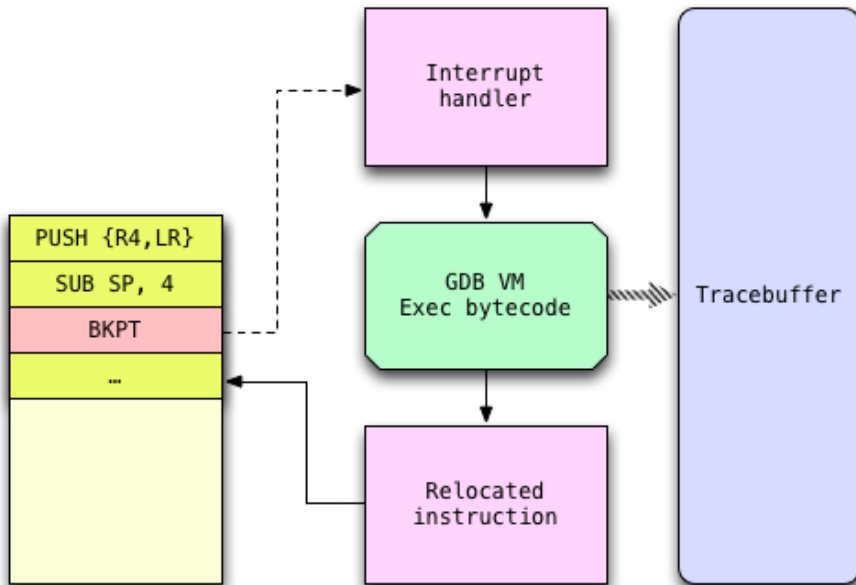 Interrupt
handler
PUSH {R4,LR}
SUB SP, 4
BKPT
…
GDB VM
Exec bytecode
Tracebuffer
Relocated
instruction